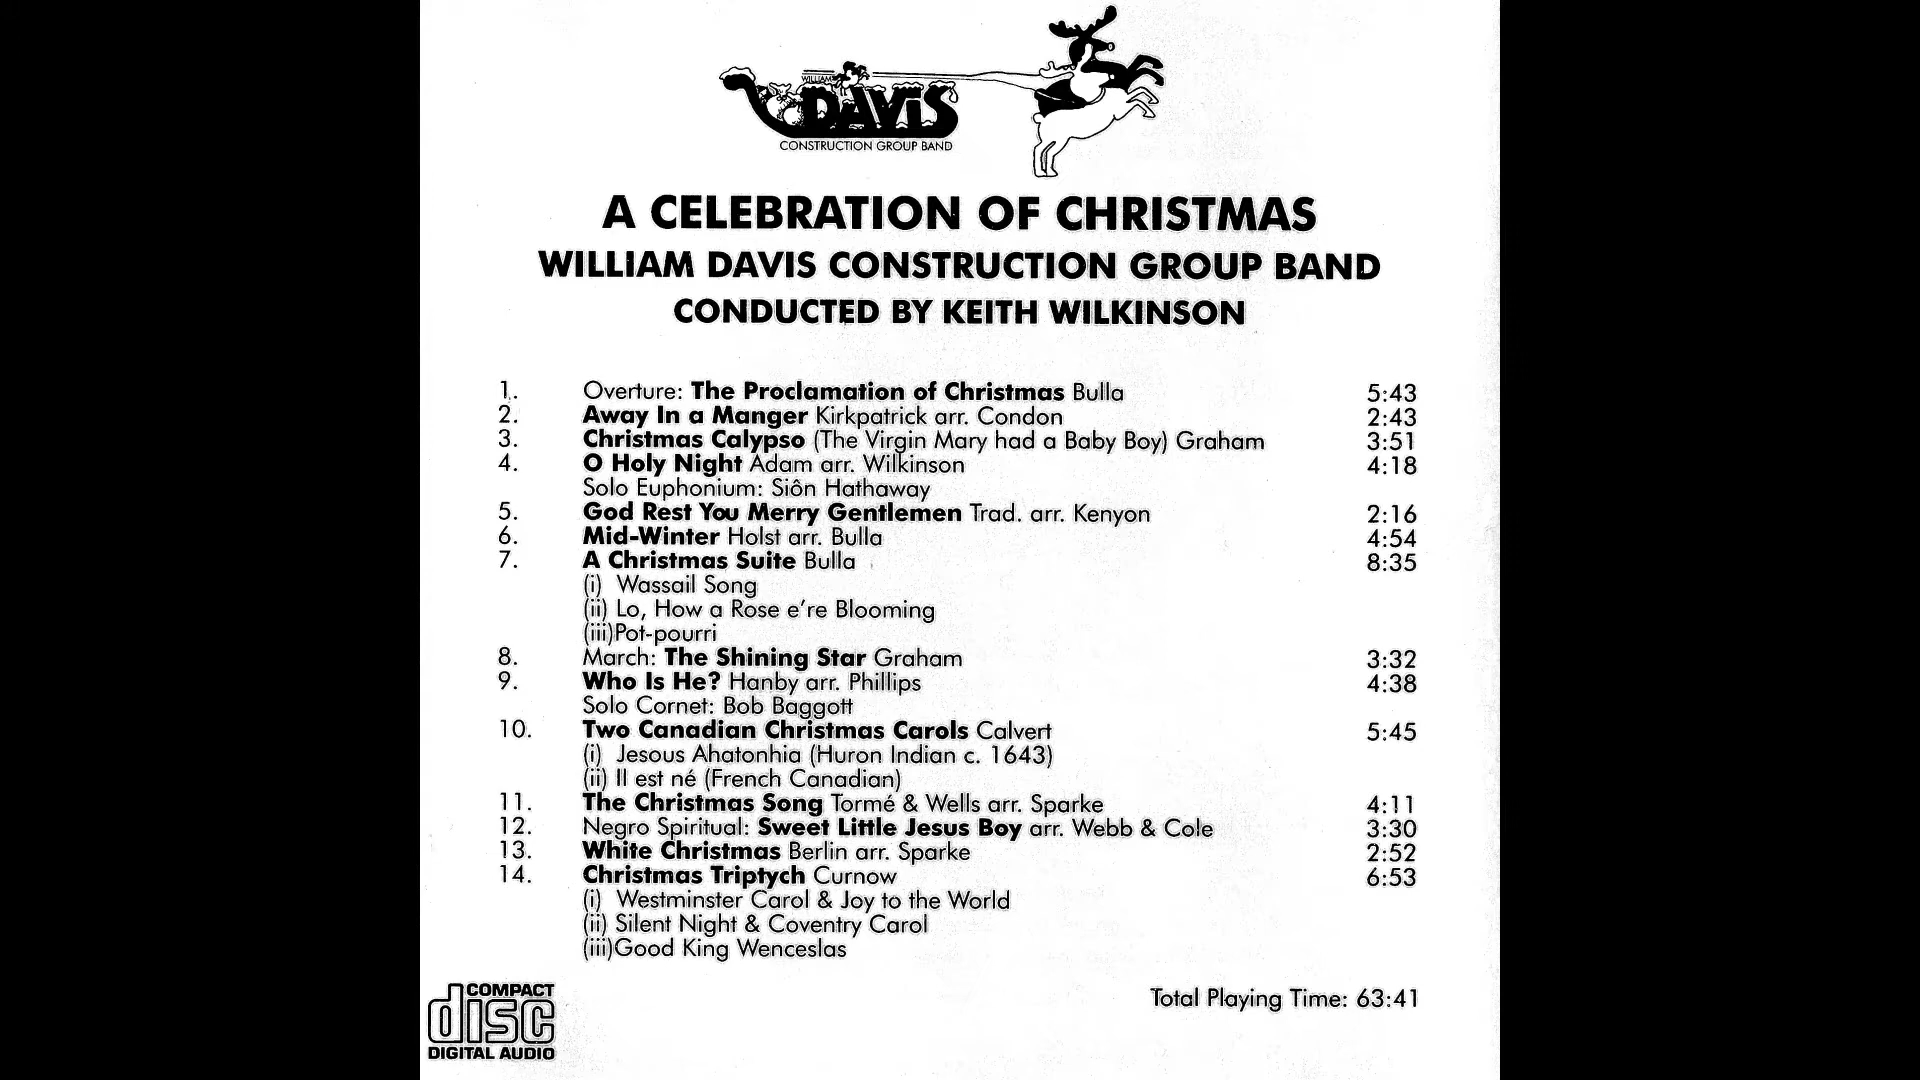 WILLIAM
DAVIS
CONSTRUCTION GROUP BAND
A CELEBRATION OF CHRISTMAS
WILLIAM DAVIS CONSTRUCTION GROUP BAND
CONDUCTED BY KEITH WILKINSON
1. Overture: The Proclamation of Christmas Bulla 5:43
2. Away In a Manger Kirkpatrick arr. Condon 2:43
3. Christmas Calypso (The Virgin Mary had a Baby Boy) Graham 3:51
4. O Holy Night Adam arr. Wilkinson 4:18
Solo Euphonium: Siôn Hathaway
5. God Rest You Merry Gentlemen Trad. arr. Kenyon 2:16
6. Mid-Winter Holst arr. Bulla 4:54
7. A Christmas Suite Bulla 8:35
(i) Wassail Song
(ii) Lo, How a Rose e're Blooming
(iii)Pot-pourri
8. March: The Shining Star Graham 3:32
9. Who Is He? Hanby arr. Phillips 4:38
Solo Cornet: Bob Baggott
10. Two Canadian Christmas Carols Calvert 5:45
(i) Jesous Ahatonhia (Huron Indian c. 1643)
(ii) Il est né (French Canadian)
11. The Christmas Song Tormé & Wells arr. Sparke 4:11
12. Negro Spiritual: Sweet Little Jesus Boy arr. Webb & Cole 3:30
13. White Christmas Berlin arr. Sparke 2:52
14. Christmas Triptych Curnow 6:53
(i) Westminster Carol & Joy to the World
(ii) Silent Night & Coventry Carol
(iii)Good King Wenceslas
Total Playing Time: 63:41
COMPACT
disc
DIGITAL AUDIO